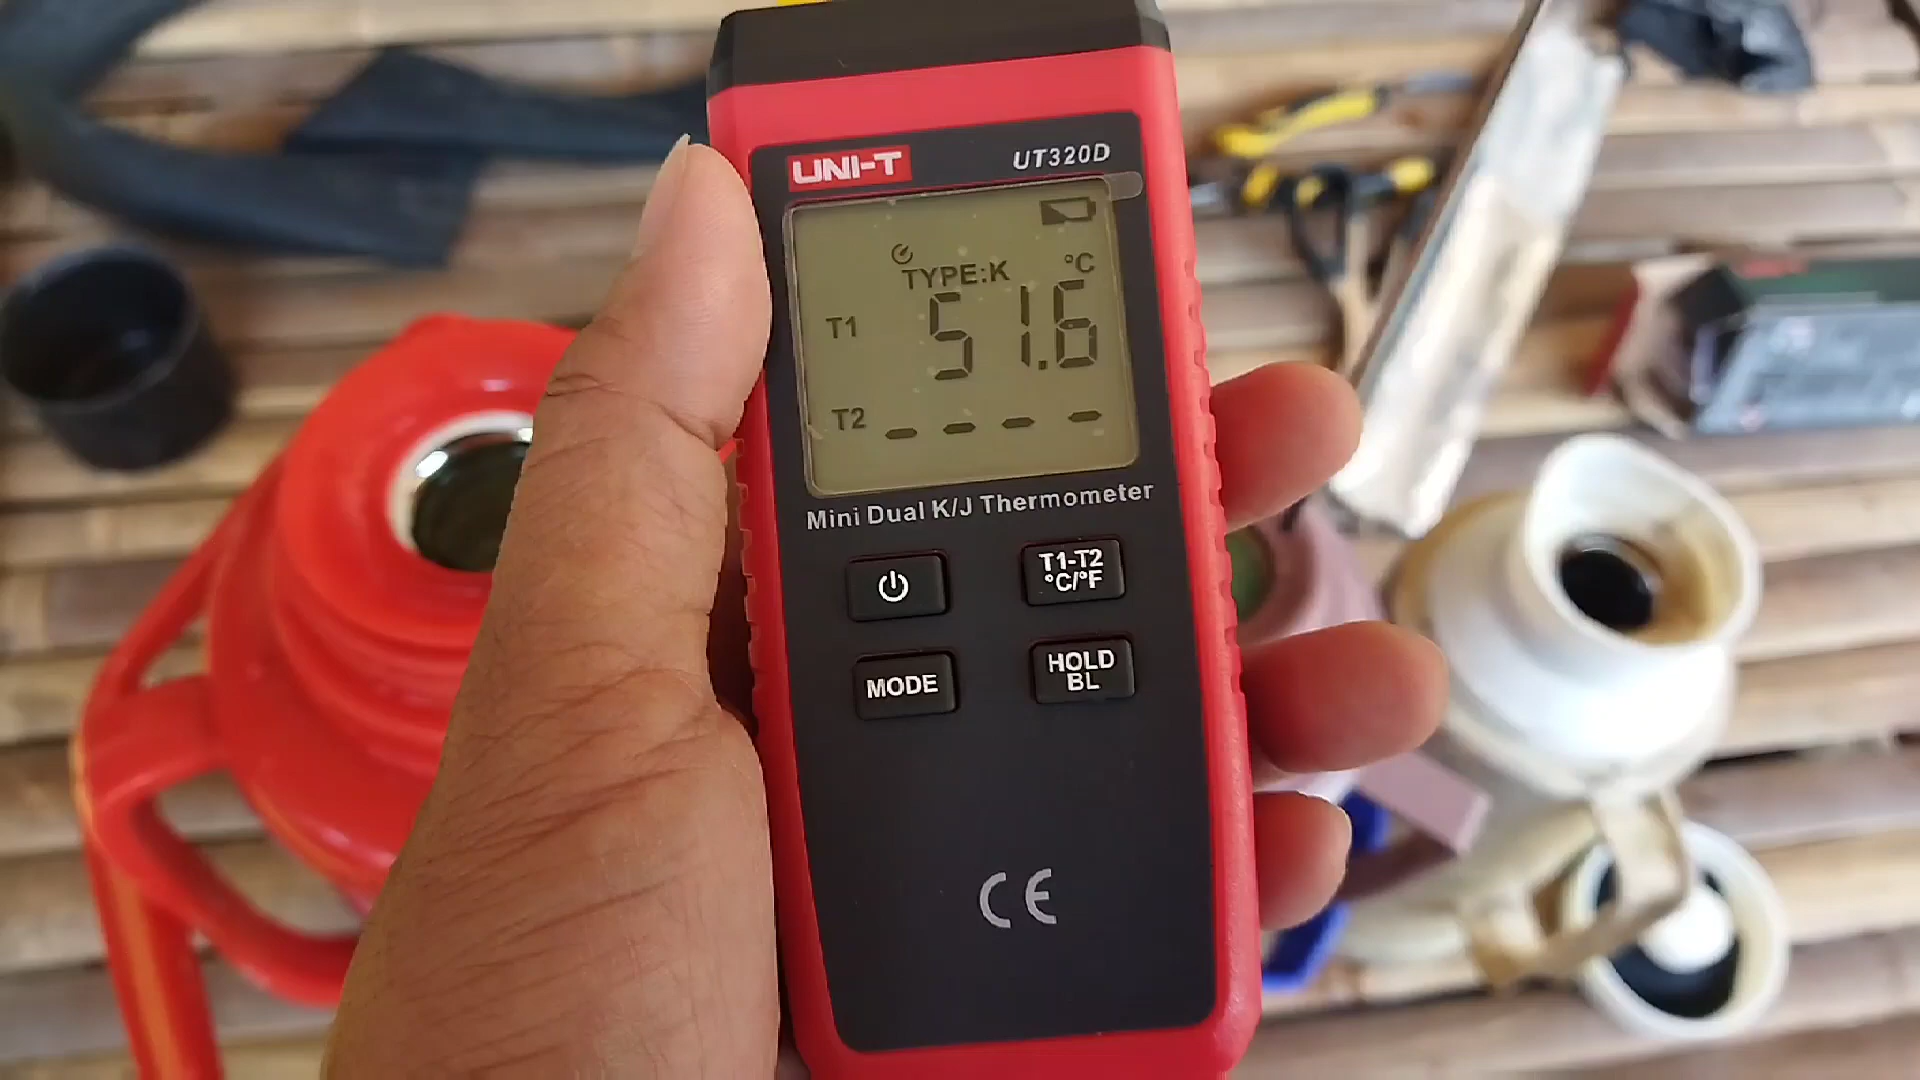 UNI-T UT320D
TYPE:K °C
T1 51.6
T2 - - - -
Mini Dual K/J Thermometer
T1-T2
°C/°F
MODE
HOLD
BL
CE